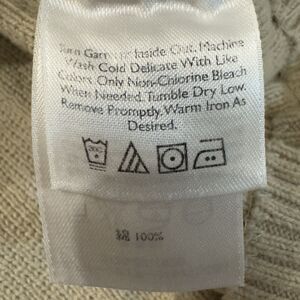 Turn Garment Inside Out. Machine
Wash Cold Delicate With Like
Colors Only Non-Chlorine Bleach
When Needed. Tumble Dry Low.
Remove Promptly. Warm Iron As
Desired.
100%